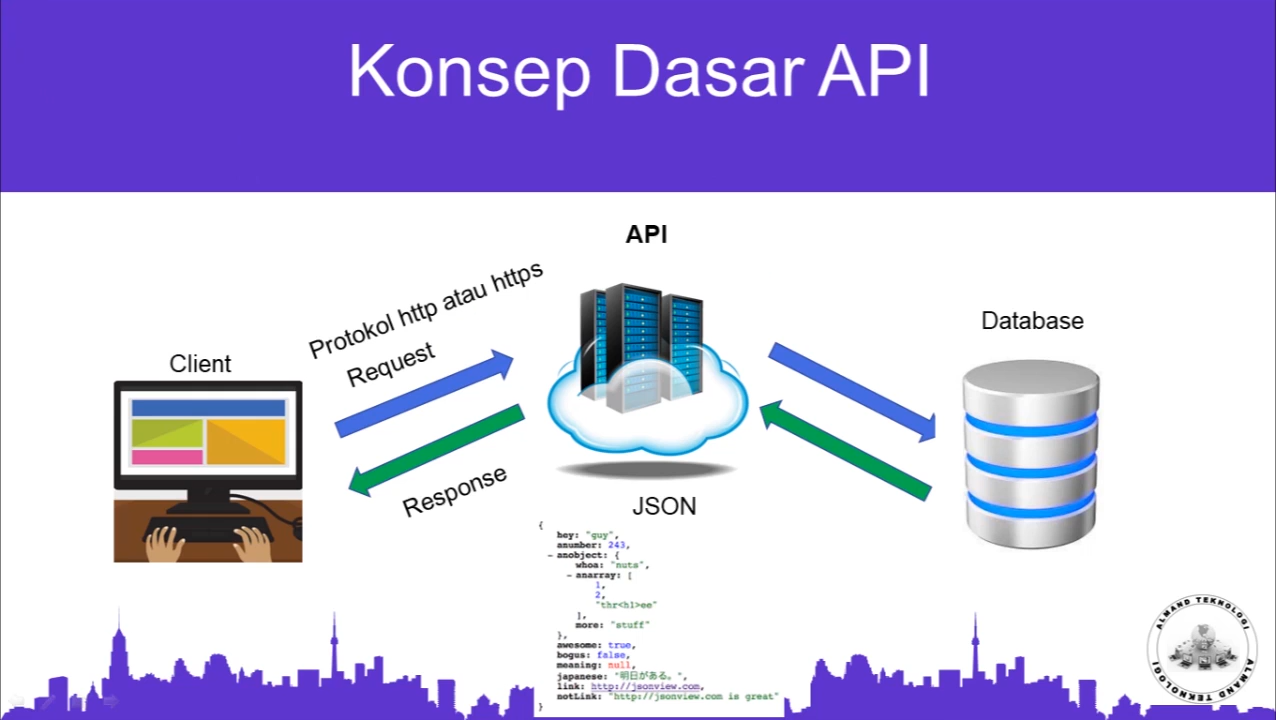 Konsep Dasar API
API
Protokol http atau https
Request
Client
Database
Response
JSON
{
hey: "guy",
anumber: 243,
- anobject: {
whoa: "nuts",
- anarray: [
1,
2,
"thr<h1>ee"
],
more: "stuff"
},
awesome: true,
bogus: false,
meaning: null,
japanese: "明日がある。",
link: http://jsonview.com,
notLink: "http://jsonview.com is great"
}
ALMAND TEKNOLOGI
ALMAND TEKNOLOGI